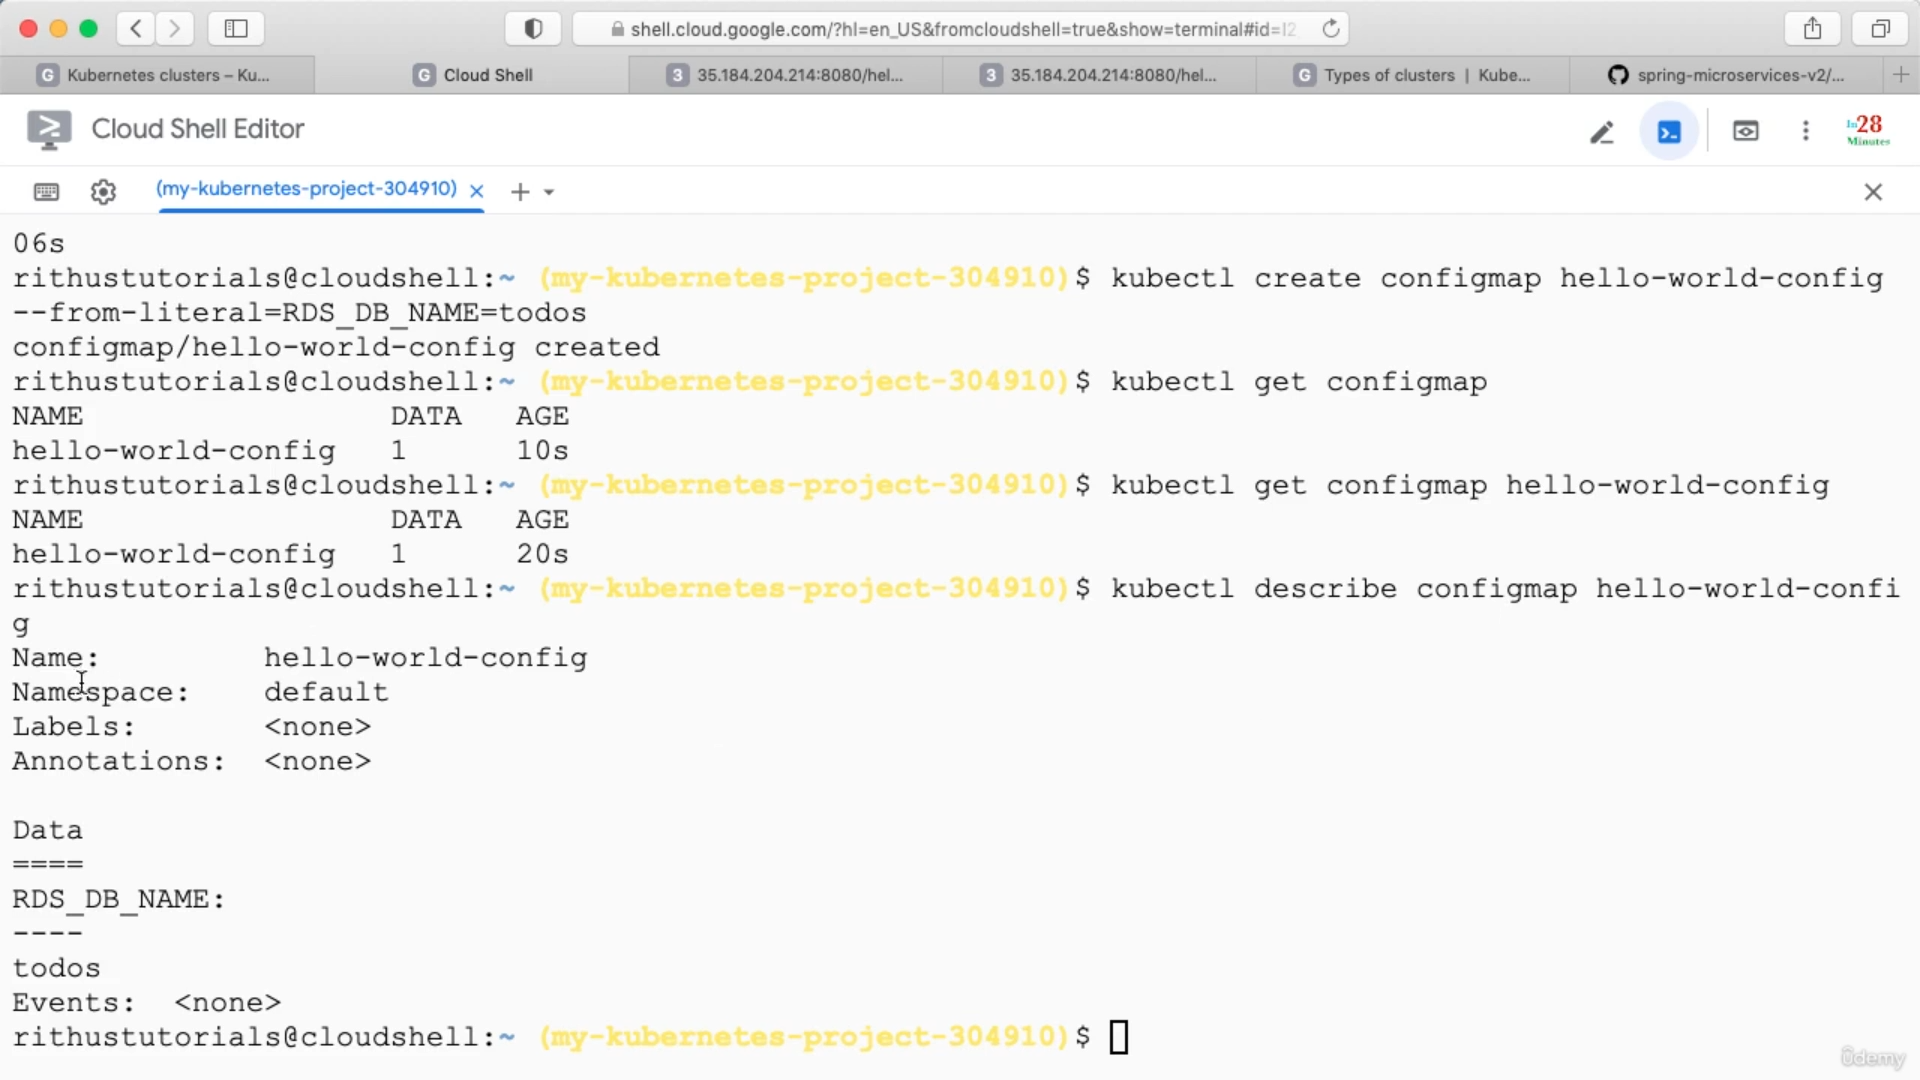 shell.cloud.google.com/?hl=en_US&fromcloudshell=true&show=terminal#id=I2
Kubernetes clusters – Ku...
Cloud Shell
35.184.204.214:8080/hel...
35.184.204.214:8080/hel...
Types of clusters | Kube...
spring-microservices-v2/...
Cloud Shell Editor
In28
Minutes
(my-kubernetes-project-304910)
06s
rithustutorials@cloudshell:~ (my-kubernetes-project-304910)$ kubectl create configmap hello-world-config
--from-literal=RDS_DB_NAME=todos
configmap/hello-world-config created
rithustutorials@cloudshell:~ (my-kubernetes-project-304910)$ kubectl get configmap
NAME DATA AGE
hello-world-config 1 10s
rithustutorials@cloudshell:~ (my-kubernetes-project-304910)$ kubectl get configmap hello-world-config
NAME DATA AGE
hello-world-config 1 20s
rithustutorials@cloudshell:~ (my-kubernetes-project-304910)$ kubectl describe configmap hello-world-confi
g
Name: hello-world-config
Namespace: default
Labels: <none>
Annotations: <none>
Data
====
RDS_DB_NAME:
----
todos
Events: <none>
rithustutorials@cloudshell:~ (my-kubernetes-project-304910)$
ûdemy